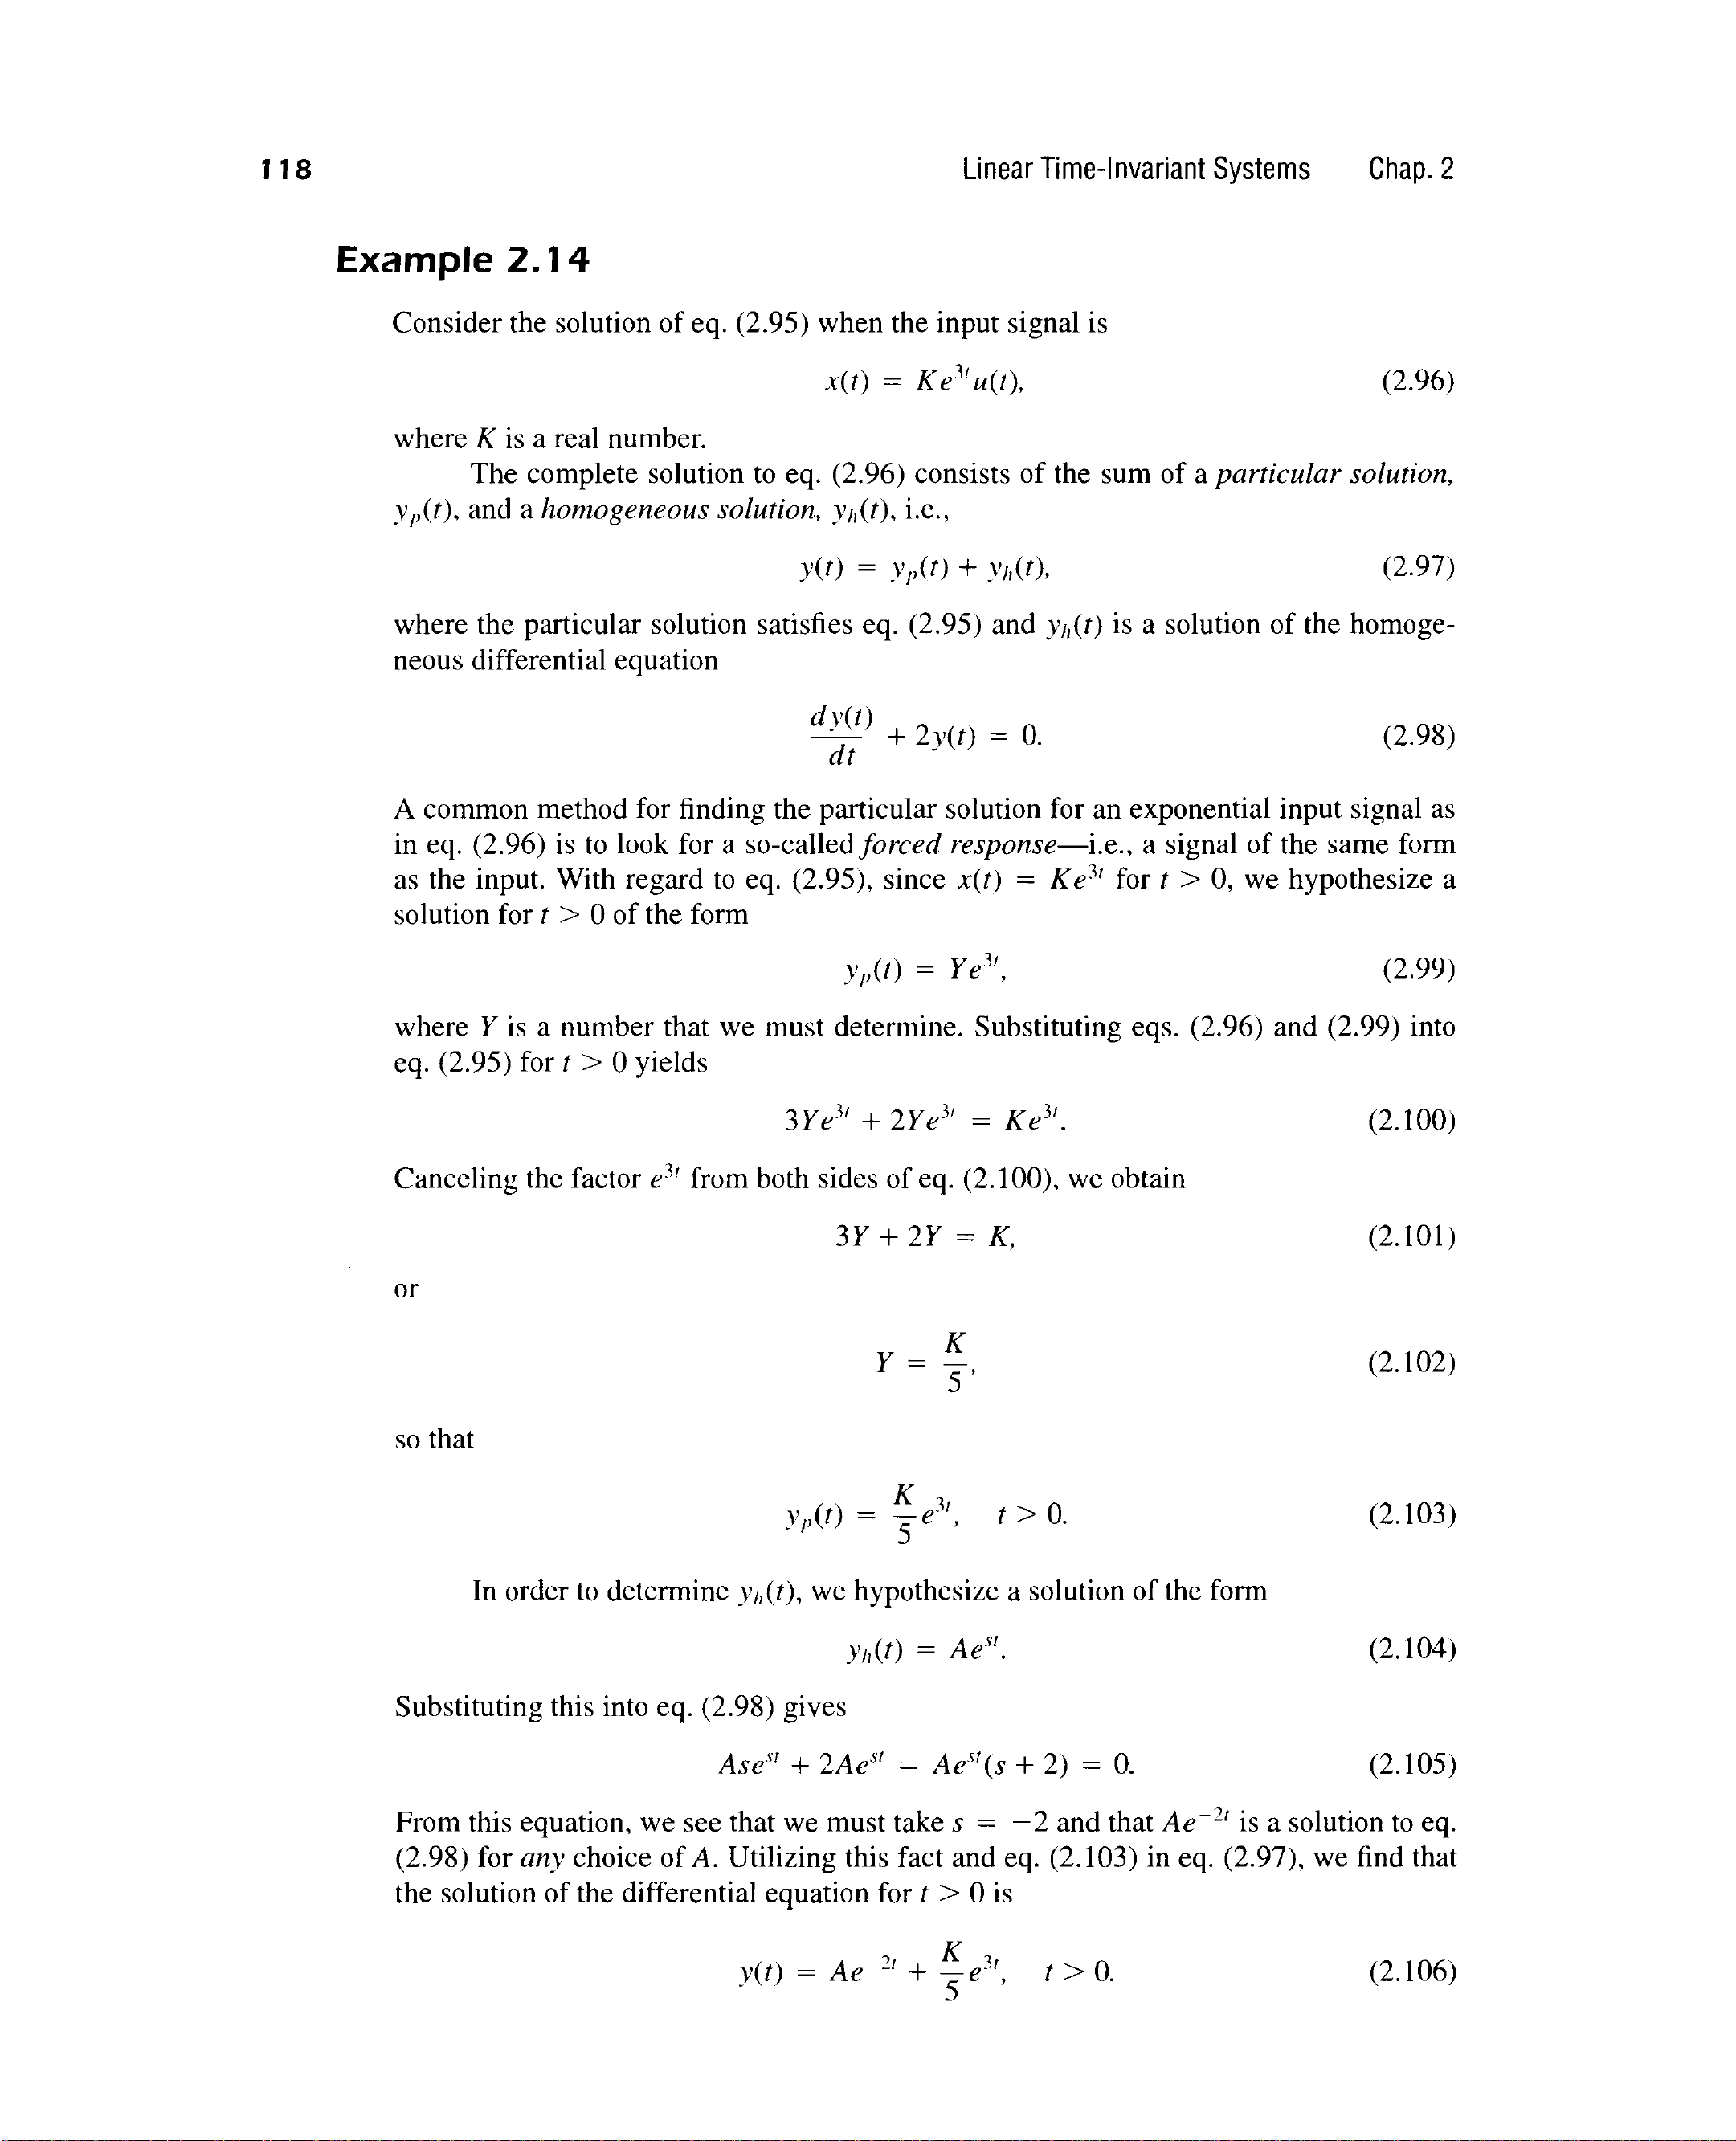 118 Linear Time-Invariant Systems Chap. 2
Example 2.14
Consider the solution of eq. (2.95) when the input signal is
x(t) = Ke^{3t}u(t), (2.96)
where K is a real number.
The complete solution to eq. (2.96) consists of the sum of a particular solution,
y_p(t), and a homogeneous solution, y_h(t), i.e.,
y(t) = y_p(t) + y_h(t), (2.97)
where the particular solution satisfies eq. (2.95) and y_h(t) is a solution of the homoge-
neous differential equation
\frac{dy(t)}{dt} + 2y(t) = 0. (2.98)
A common method for finding the particular solution for an exponential input signal as
in eq. (2.96) is to look for a so-called forced response—i.e., a signal of the same form
as the input. With regard to eq. (2.95), since x(t) = Ke^{3t} for t > 0, we hypothesize a
solution for t > 0 of the form
y_p(t) = Ye^{3t}, (2.99)
where Y is a number that we must determine. Substituting eqs. (2.96) and (2.99) into
eq. (2.95) for t > 0 yields
3Ye^{3t} + 2Ye^{3t} = Ke^{3t}. (2.100)
Canceling the factor e^{3t} from both sides of eq. (2.100), we obtain
3Y + 2Y = K, (2.101)
or
Y = \frac{K}{5}, (2.102)
so that
y_p(t) = \frac{K}{5}e^{3t}, t > 0. (2.103)
In order to determine y_h(t), we hypothesize a solution of the form
y_h(t) = Ae^{st}. (2.104)
Substituting this into eq. (2.98) gives
Ase^{st} + 2Ae^{st} = Ae^{st}(s + 2) = 0. (2.105)
From this equation, we see that we must take s = −2 and that Ae^{−2t} is a solution to eq.
(2.98) for any choice of A. Utilizing this fact and eq. (2.103) in eq. (2.97), we find that
the solution of the differential equation for t > 0 is
y(t) = Ae^{−2t} + \frac{K}{5}e^{3t}, t > 0. (2.106)